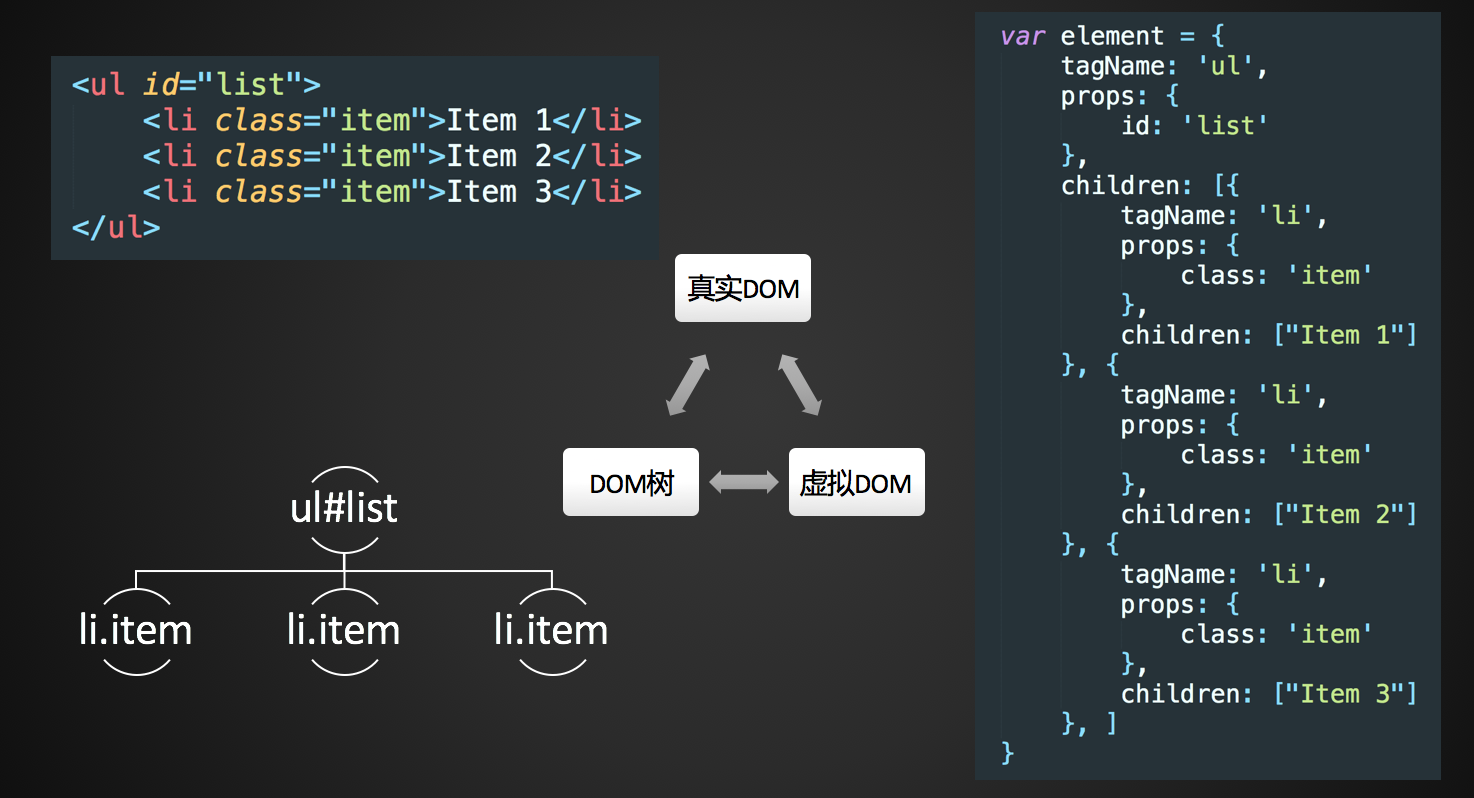 <ul id="list">
    <li class="item">Item 1</li>
    <li class="item">Item 2</li>
    <li class="item">Item 3</li>
</ul>
真实DOM
DOM树
虚拟DOM
ul#list
li.item
li.item
li.item
var element = {
    tagName: 'ul',
    props: {
        id: 'list'
    },
    children: [{
        tagName: 'li',
        props: {
            class: 'item'
        },
        children: ["Item 1"]
    }, {
        tagName: 'li',
        props: {
            class: 'item'
        },
        children: ["Item 2"]
    }, {
        tagName: 'li',
        props: {
            class: 'item'
        },
        children: ["Item 3"]
    }, ]
}